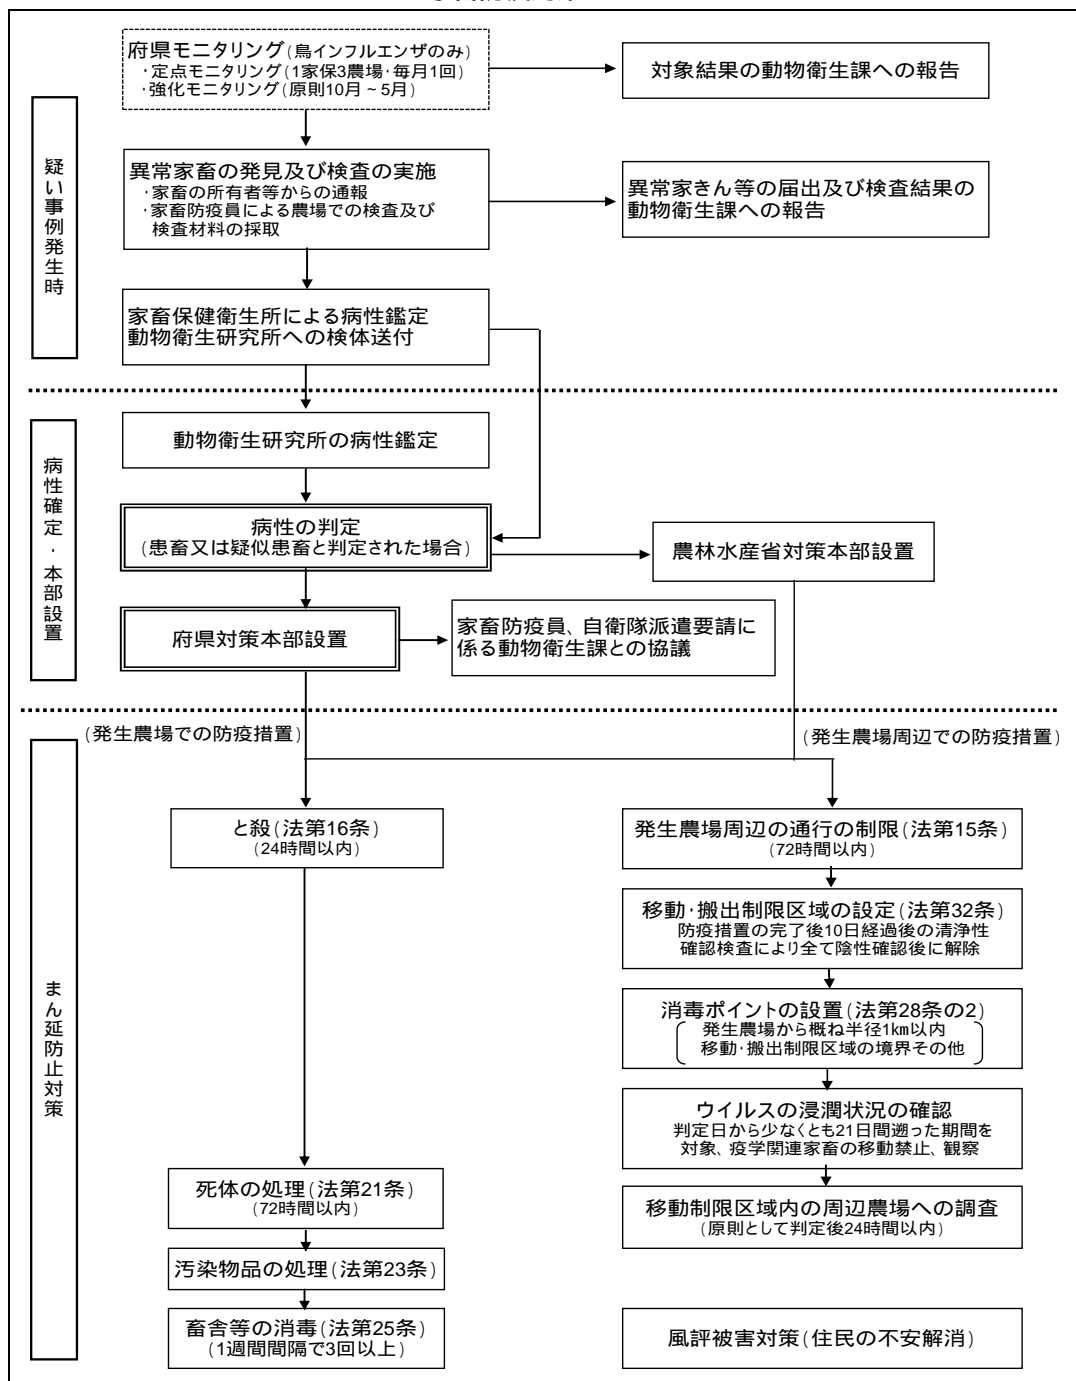 府県モニタリング(鳥インフルエンザのみ)
・定点モニタリング(1家保3農場・毎月1回)
・強化モニタリング(原則10月～5月)
対象結果の動物衛生課への報告
疑い事例発生時
異常家畜の発見及び検査の実施
・家畜の所有者等からの通報
・家畜防疫員による農場での検査及び
検査材料の採取
異常家きん等の届出及び検査結果の
動物衛生課への報告
家畜保健衛生所による病性鑑定
動物衛生研究所への検体送付
病性確定・本部設置
動物衛生研究所の病性鑑定
病性の判定
(患畜又は疑似患畜と判定された場合)
農林水産省対策本部設置
府県対策本部設置
家畜防疫員、自衛隊派遣要請に
係る動物衛生課との協議
(発生農場での防疫措置)
(発生農場周辺での防疫措置)
まん延防止対策
と殺(法第16条)
(24時間以内)
発生農場周辺の通行の制限(法第15条)
(72時間以内)
移動・搬出制限区域の設定(法第32条)
防疫措置の完了後10日経過後の清浄性
確認検査により全て陰性確認後に解除
消毒ポイントの設置(法第28条の2)
発生農場から概ね半径1km以内
移動・搬出制限区域の境界その他
ウイルスの浸潤状況の確認
判定日から少なくとも21日間遡った期間を
対象、疫学関連家畜の移動禁止、観察
死体の処理(法第21条)
(72時間以内)
移動制限区域内の周辺農場への調査
(原則として判定後24時間以内)
汚染物品の処理(法第23条)
畜舎等の消毒(法第25条)
(1週間間隔で3回以上)
風評被害対策(住民の不安解消)